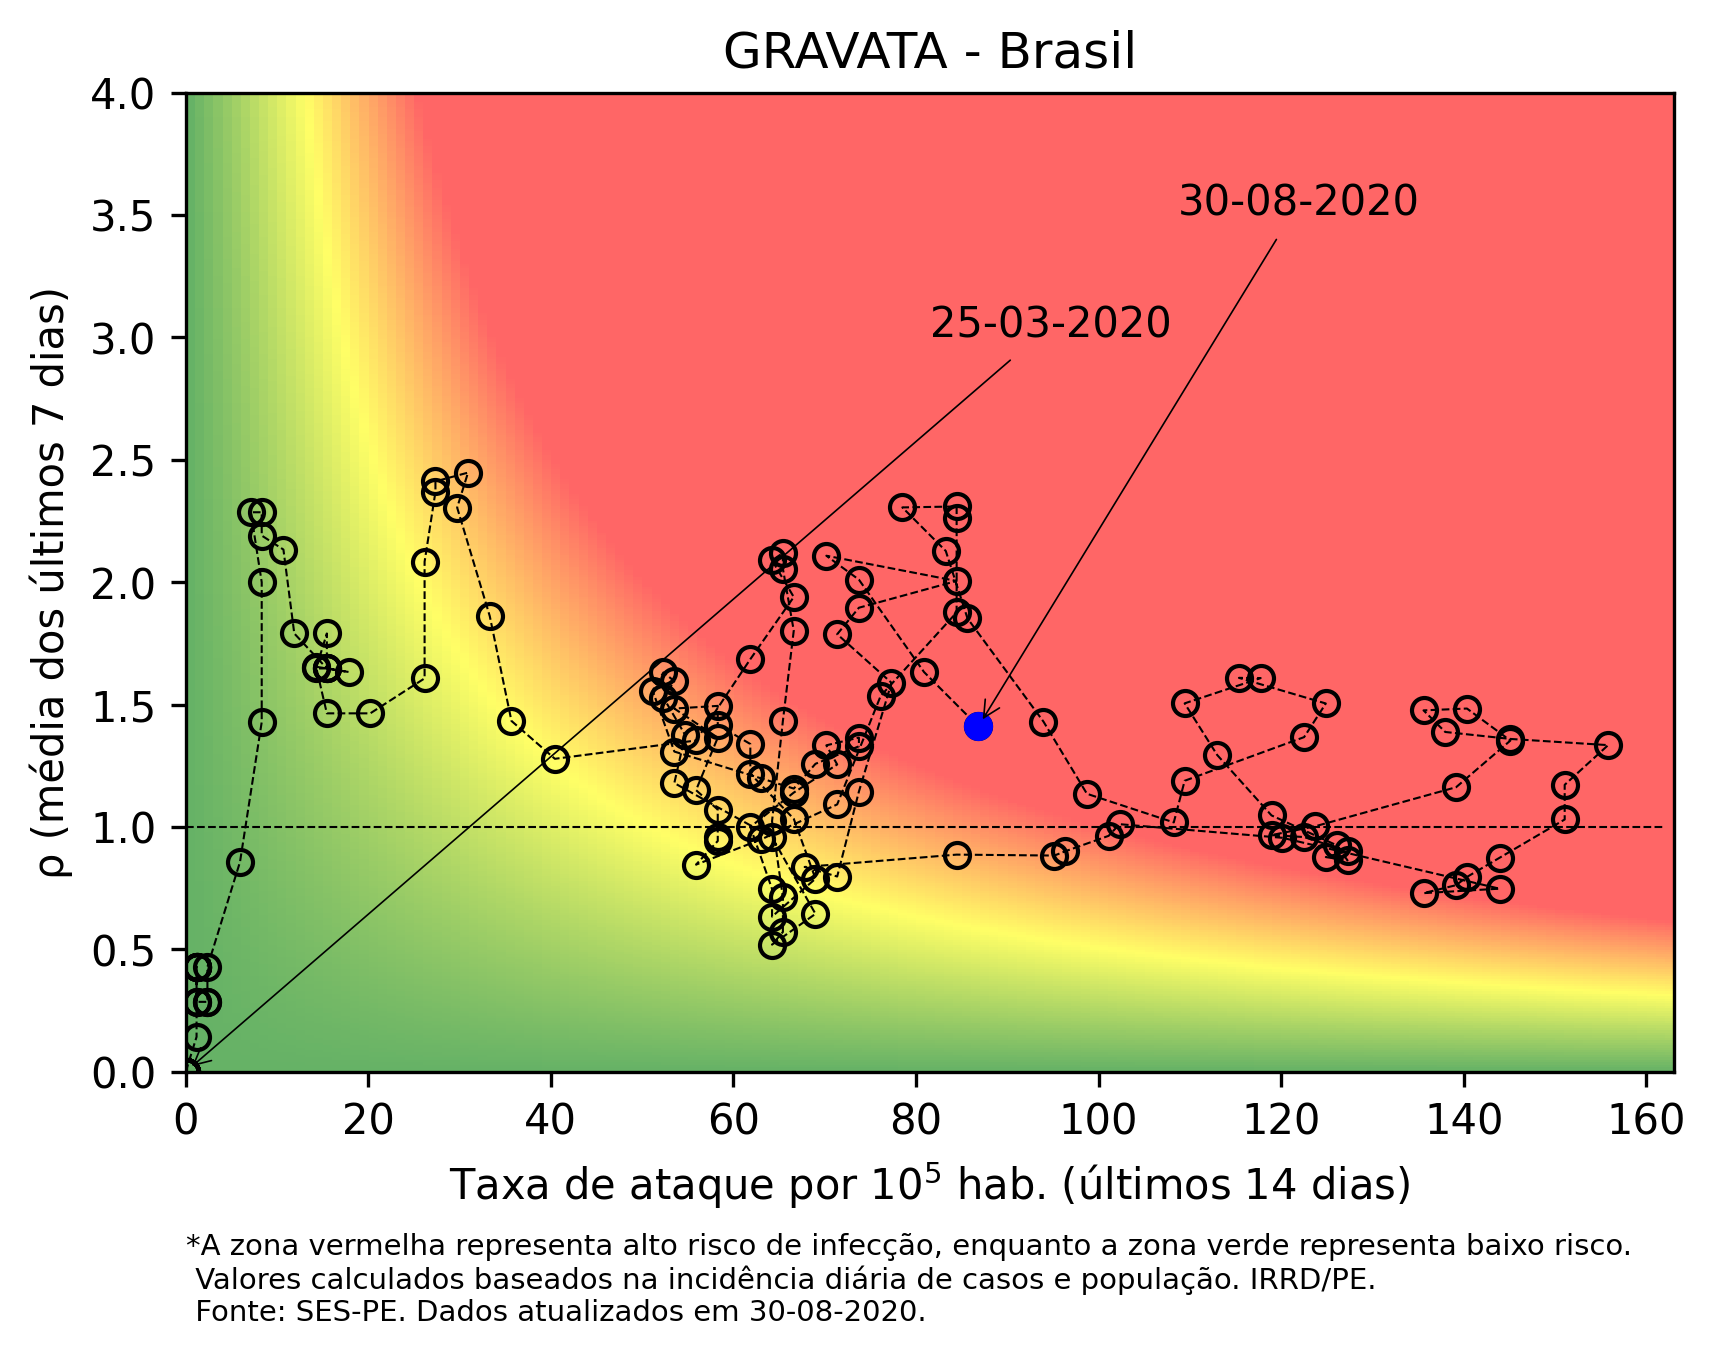 GRAVATA - Brasil
4.0
3.5
3.0
2.5
2.0
1.5
1.0
0.5
0.0
ρ (média dos últimos 7 dias)
30-08-2020
25-03-2020
0 20 40 60 80 100 120 140 160
Taxa de ataque por 10⁵ hab. (últimos 14 dias)
*A zona vermelha representa alto risco de infecção, enquanto a zona verde representa baixo risco.
Valores calculados baseados na incidência diária de casos e população. IRRD/PE.
Fonte: SES-PE. Dados atualizados em 30-08-2020.